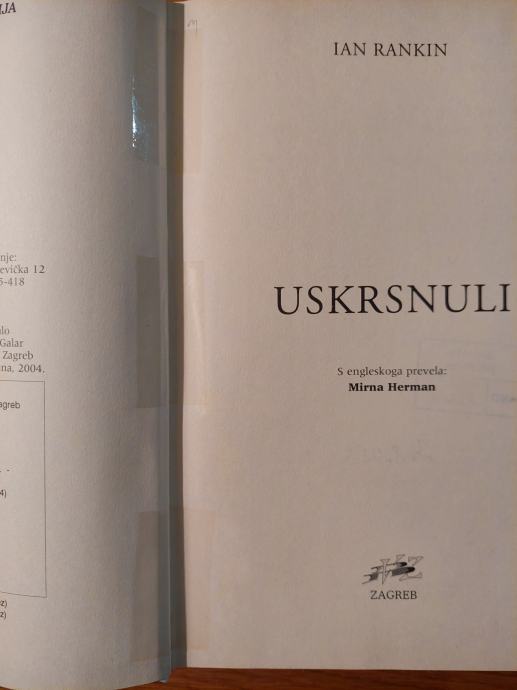 IJA
nje:
evička 12
5-418
lo
Galar
Zagreb
na, 2004.
agreb
4)
z)
z)
IAN RANKIN
USKRSNULI
S engleskoga prevela:
Mirna Herman
ZAGREB